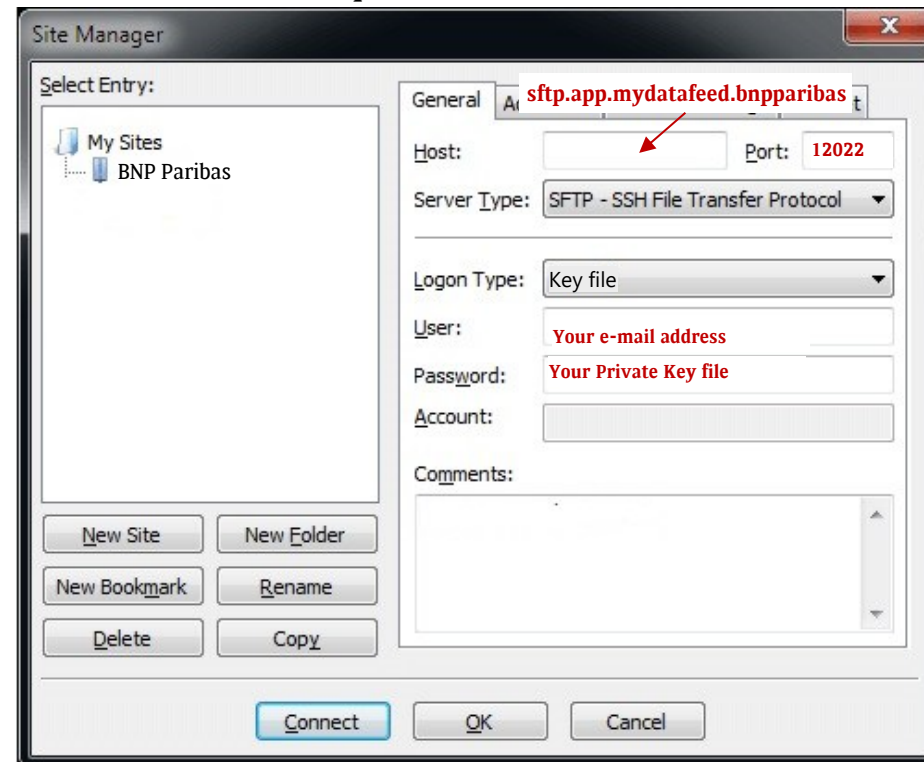 Site Manager
Select Entry:
My Sites
BNP Paribas
New Site
New Folder
New Bookmark
Rename
Delete
Copy
General
sftp.app.mydatafeed.bnpparibas
Host:
Port: 12022
Server Type: SFTP - SSH File Transfer Protocol
Logon Type: Key file
User: Your e-mail address
Password: Your Private Key file
Account:
Comments:
Connect
OK
Cancel